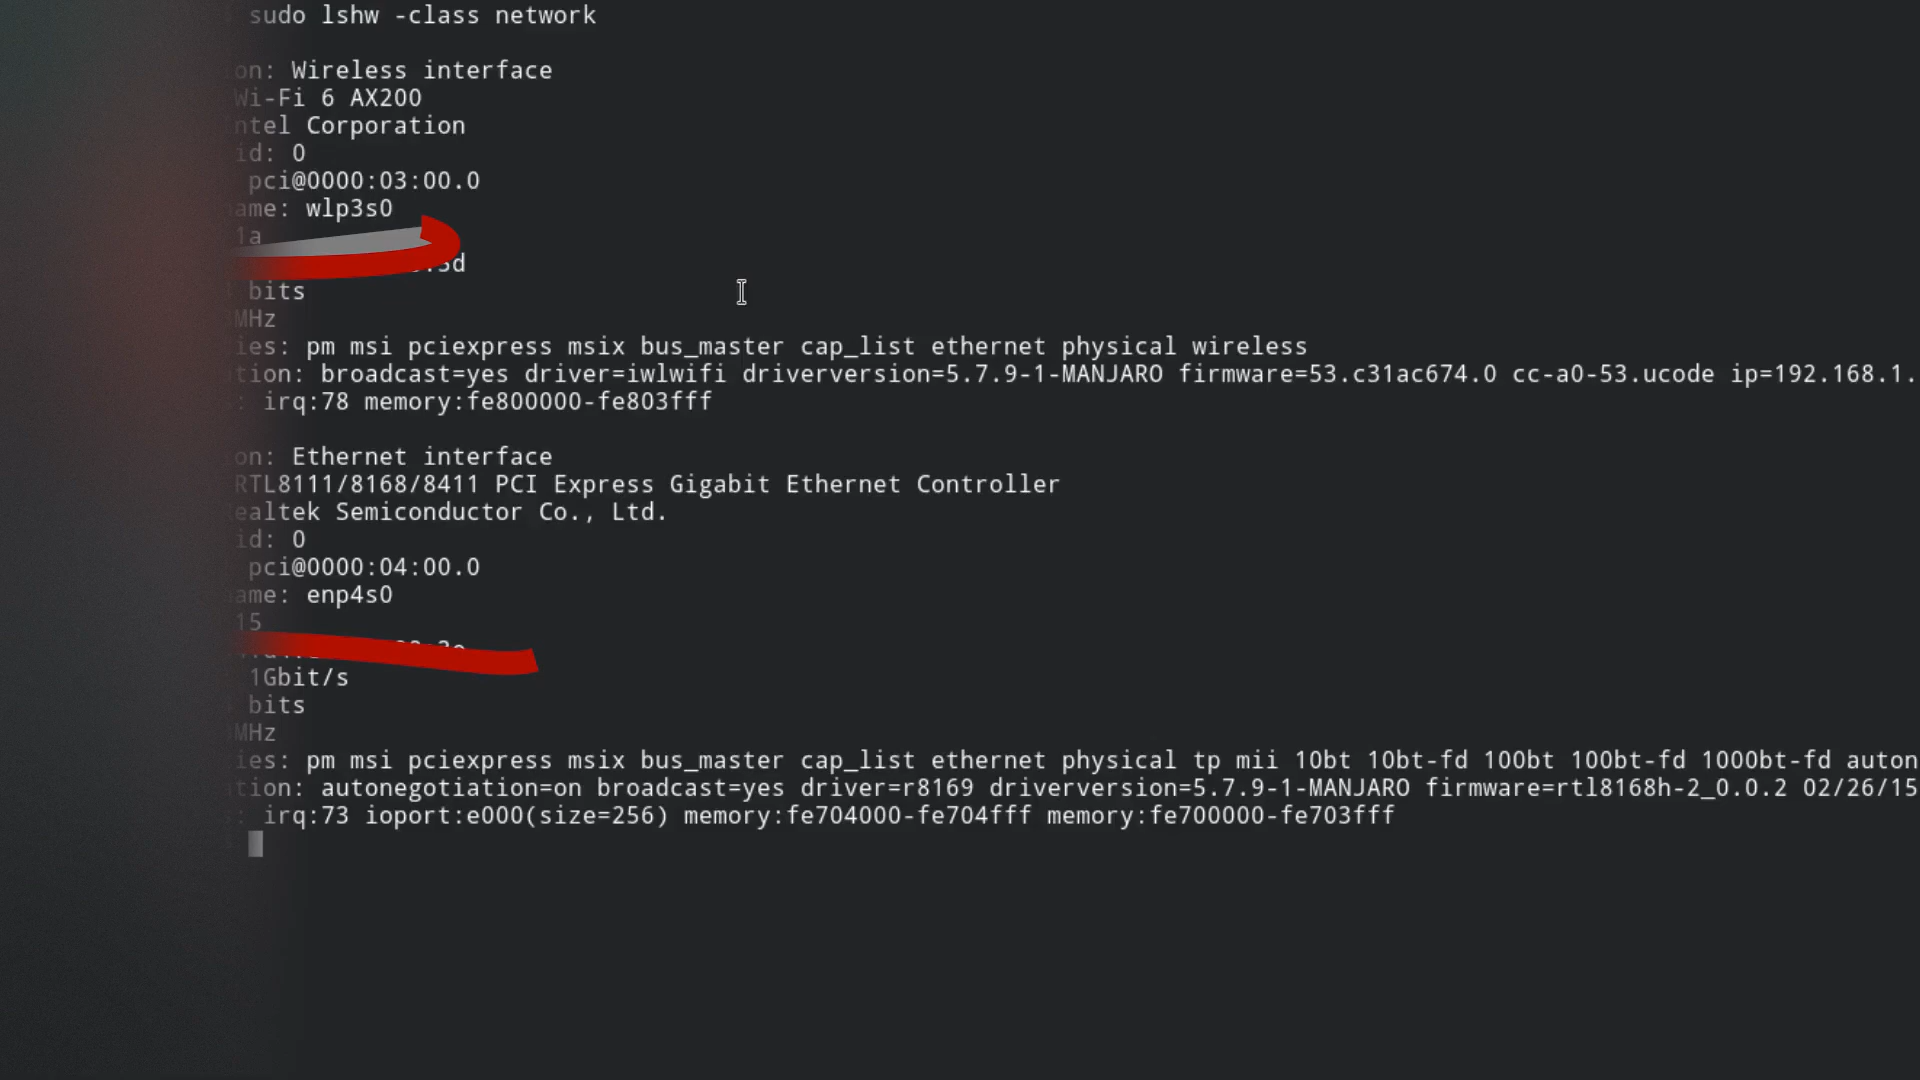 sudo lshw -class network
on: Wireless interface
Wi-Fi 6 AX200
ntel Corporation
id: 0
pci@0000:03:00.0
ame: wlp3s0
1a
3d
bits
MHz
ies: pm msi pciexpress msix bus_master cap_list ethernet physical wireless
tion: broadcast=yes driver=iwlwifi driverversion=5.7.9-1-MANJARO firmware=53.c31ac674.0 cc-a0-53.ucode ip=192.168.1.
: irq:78 memory:fe800000-fe803fff
on: Ethernet interface
RTL8111/8168/8411 PCI Express Gigabit Ethernet Controller
ealtek Semiconductor Co., Ltd.
id: 0
pci@0000:04:00.0
ame: enp4s0
15
1Gbit/s
bits
MHz
ies: pm msi pciexpress msix bus_master cap_list ethernet physical tp mii 10bt 10bt-fd 100bt 100bt-fd 1000bt-fd auton
tion: autonegotiation=on broadcast=yes driver=r8169 driverversion=5.7.9-1-MANJARO firmware=rtl8168h-2_0.0.2 02/26/15
: irq:73 ioport:e000(size=256) memory:fe704000-fe704fff memory:fe700000-fe703fff